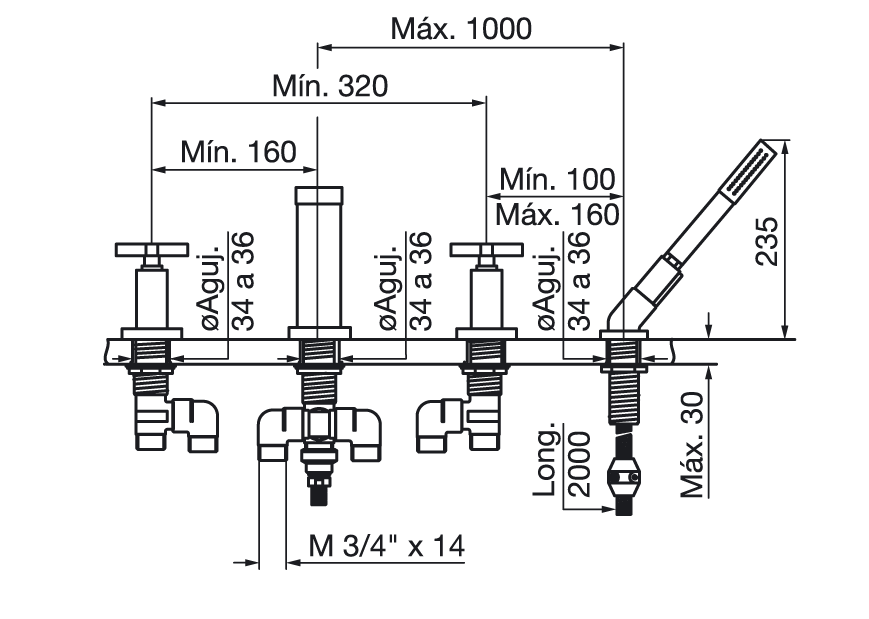 Máx. 1000
Mín. 320
Mín. 160
Mín. 100
Máx. 160
235
øAguj.
34 a 36
øAguj.
34 a 36
øAguj.
34 a 36
Máx. 30
Long.
2000
M 3/4" x 14